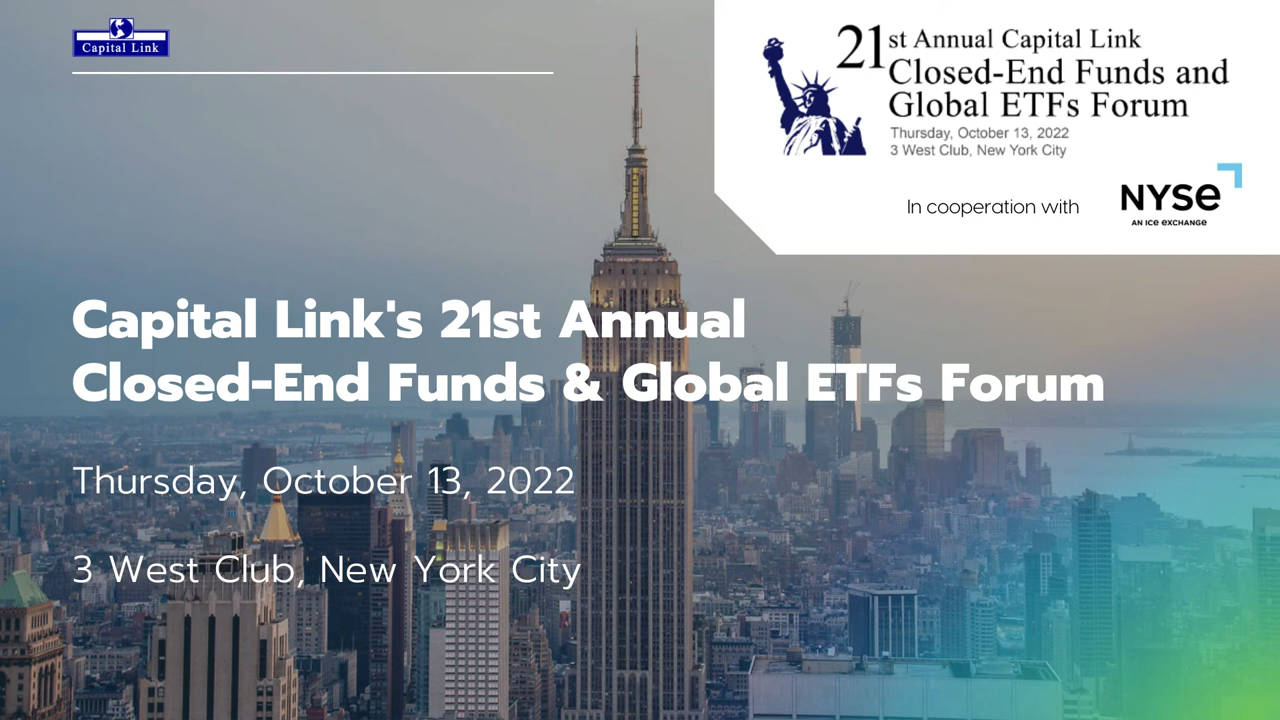 Capital Link
21st Annual Capital Link
Closed-End Funds and
Global ETFs Forum
Thursday, October 13, 2022
3 West Club, New York City
In cooperation with
NYSE
AN ICE EXCHANGE
Capital Link's 21st Annual
Closed-End Funds & Global ETFs Forum
Thursday, October 13, 2022
3 West Club, New York City